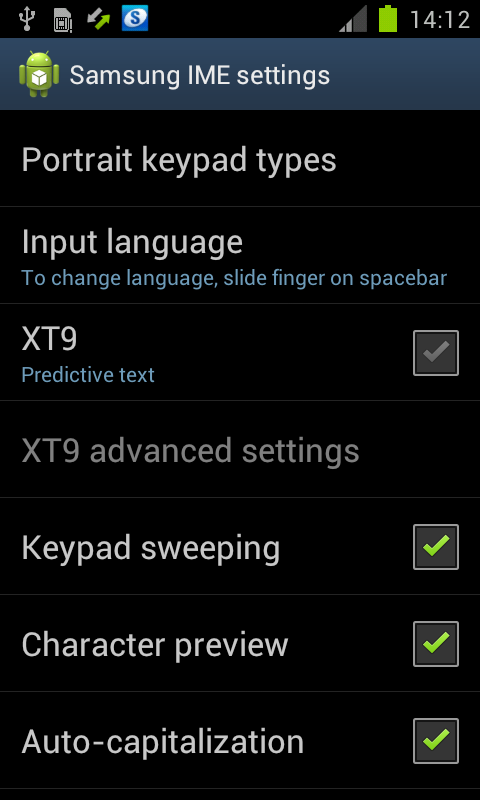 14:12
Samsung IME settings
Portrait keypad types
Input language
To change language, slide finger on spacebar
XT9
Predictive text
XT9 advanced settings
Keypad sweeping
Character preview
Auto-capitalization